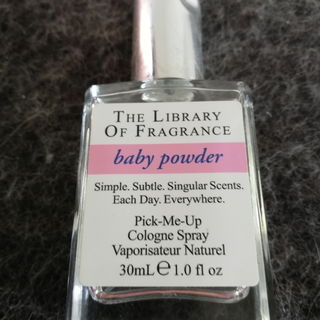 THE LIBRARY
OF FRAGRANCE
baby powder
Simple. Subtle. Singular Scents.
Each Day. Everywhere.
Pick-Me-Up
Cologne Spray
Vaporisateur Naturel
30mL ℮ 1.0 fl oz